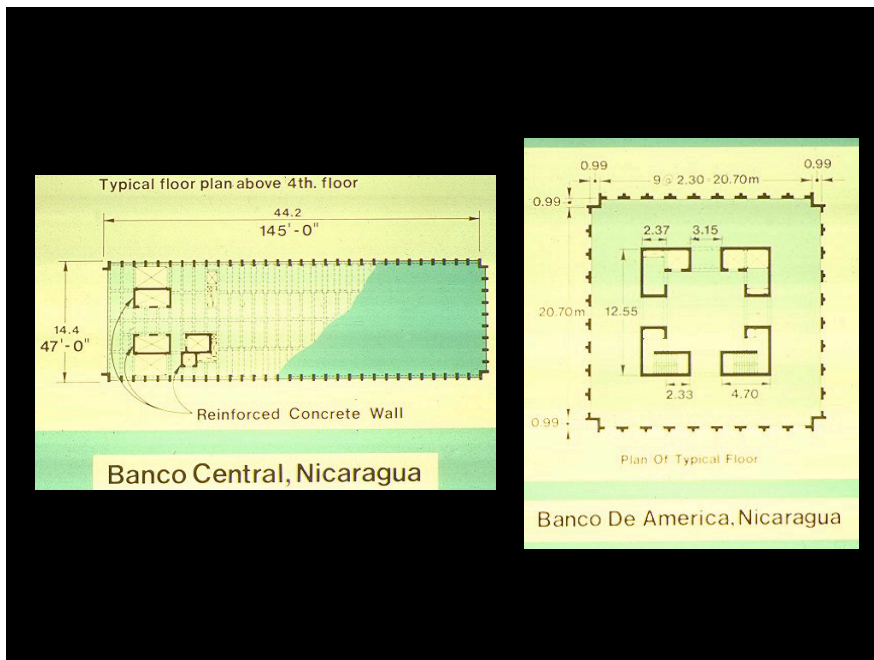 Typical floor plan above 4th. floor
44.2
145'-0"
14.4
47'-0"
Reinforced Concrete Wall
Banco Central, Nicaragua
0.99
0.99
9@2.30=20.70m
0.99
2.37
3.15
20.70m
12.55
2.33
4.70
0.99
Plan Of Typical Floor
Banco De America, Nicaragua